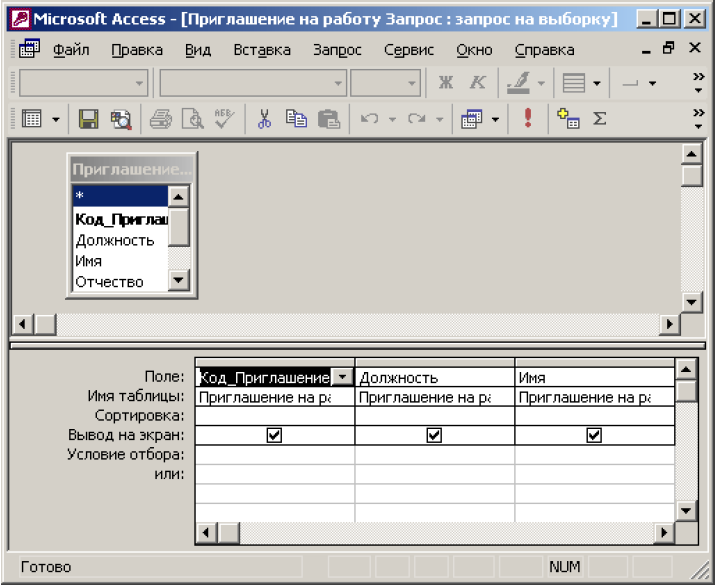 Microsoft Access - [Приглашение на работу Запрос : запрос на выборку]
Файл Правка Вид Вставка Запрос Сервис Окно Справка
Ж К
Приглашение...
*
Код_Приглаш
Должность
Имя
Отчество
Поле: Код_Приглашение Должность Имя
Имя таблицы: Приглашение на ра Приглашение на ра Приглашение на ра
Сортировка:
Вывод на экран:
Условие отбора:
или:
Готово NUM